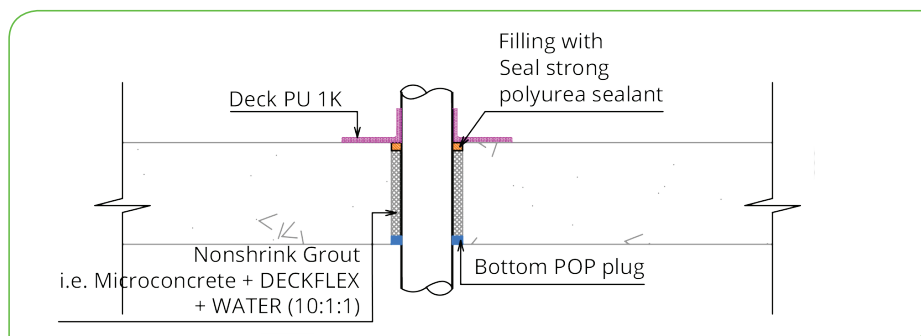 Filling with
Seal strong
polyurea sealant
Deck PU 1K
Nonshrink Grout
i.e. Microconcrete + DECKFLEX
+ WATER (10:1:1)
Bottom POP plug